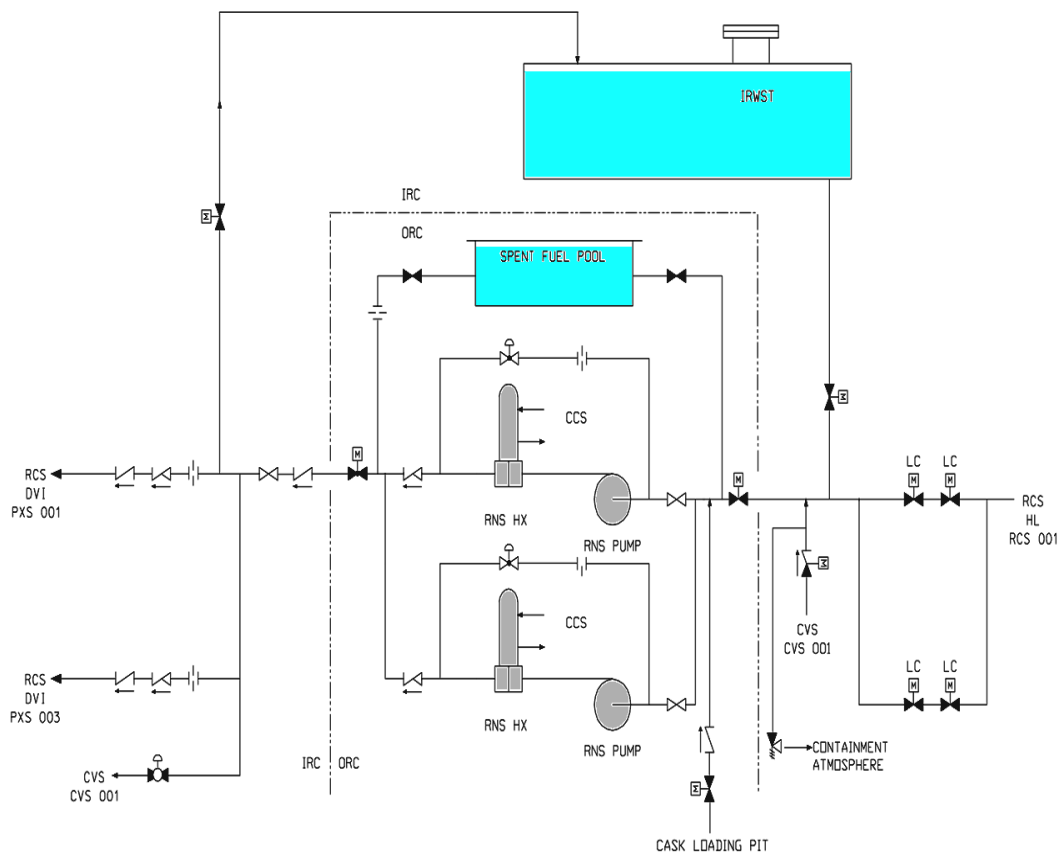 IRWST
M
IRC
ORC
SPENT FUEL POOL
M
CCS
M
RCS
DVI
PXS 001
RNS HX
RNS PUMP
M
LC
LC
M
M
RCS
HL
RCS 001
CCS
M
CVS
CVS 001
RCS
DVI
PXS 003
RNS HX
RNS PUMP
LC
LC
M
M
CVS
CVS 001
IRC
ORC
M
CONTAINMENT
ATMOSPHERE
CASK LOADING PIT